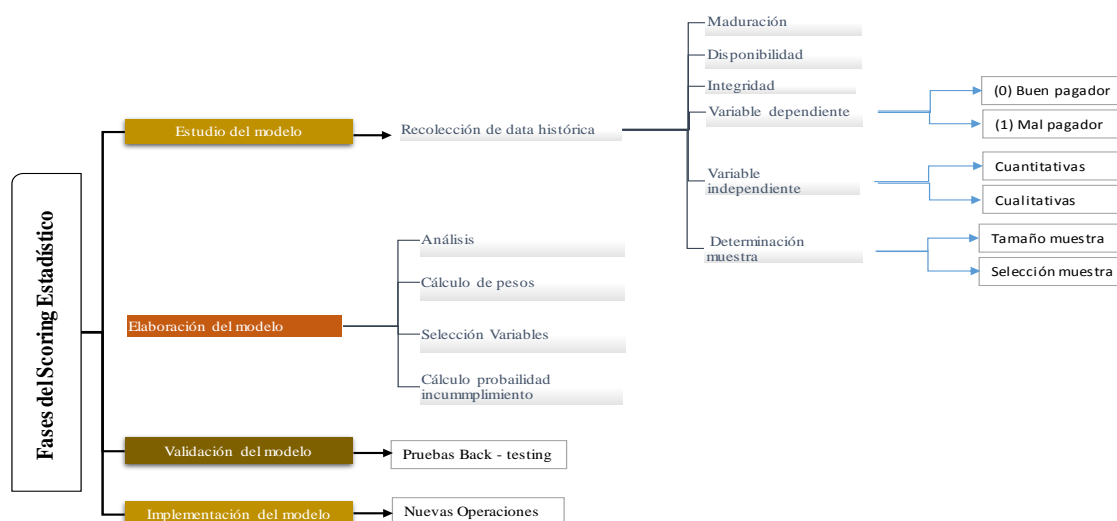 Fases del Scoring Estadístico
Estudio del modelo
Recolección de data histórica
Maduración
Disponibilidad
Integridad
Variable dependiente
(0) Buen pagador
(1) Mal pagador
Variable
independiente
Cuantitativas
Cualitativas
Determinación
muestra
Tamaño muestra
Selección muestra
Elaboración del modelo
Análisis
Cálculo de pesos
Selección Variables
Cálculo probailidad
incummplimiento
Validación del modelo
Pruebas Back - testing
Implementación del modelo
Nuevas Operaciones